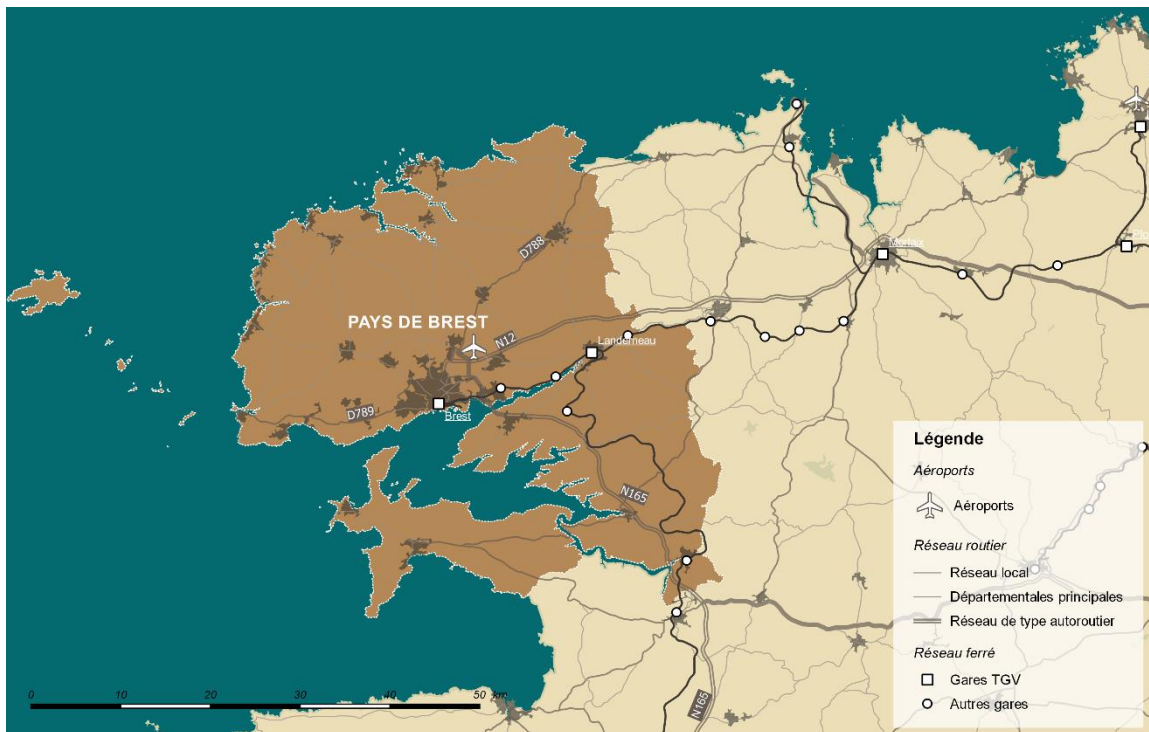 Morlaix
Plo
D788
PAYS DE BREST
N12
Landerneau
D789
Brest
N165
N165
0 10 20 30 40 50 km
Légende
Aéroports
Aéroports
Réseau routier
Réseau local
Départementales principales
Réseau de type autoroutier
Réseau ferré
Gares TGV
Autres gares